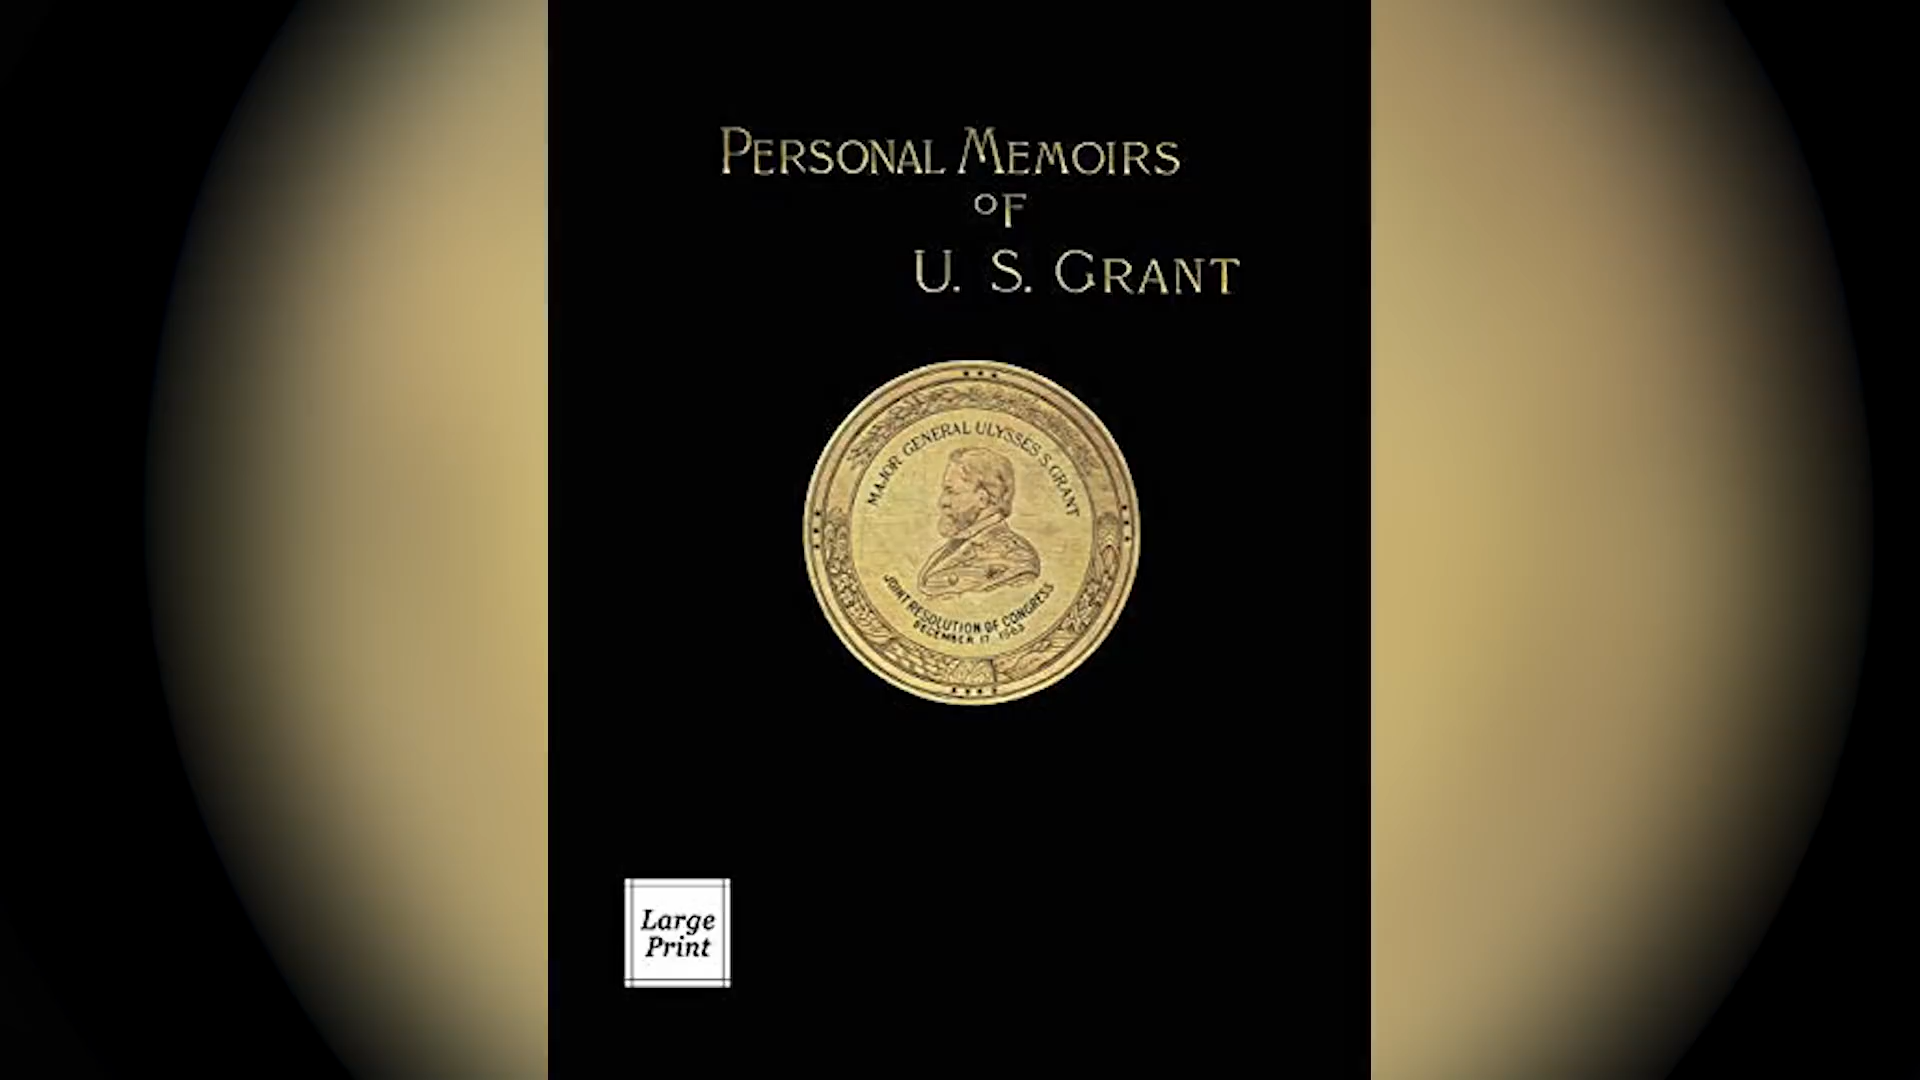 PERSONAL MEMOIRS
OF
U. S. GRANT
MAJOR GENERAL ULYSSES S. GRANT
JOINT RESOLUTION OF CONGRESS
DECEMBER 17, 1863
Large
Print